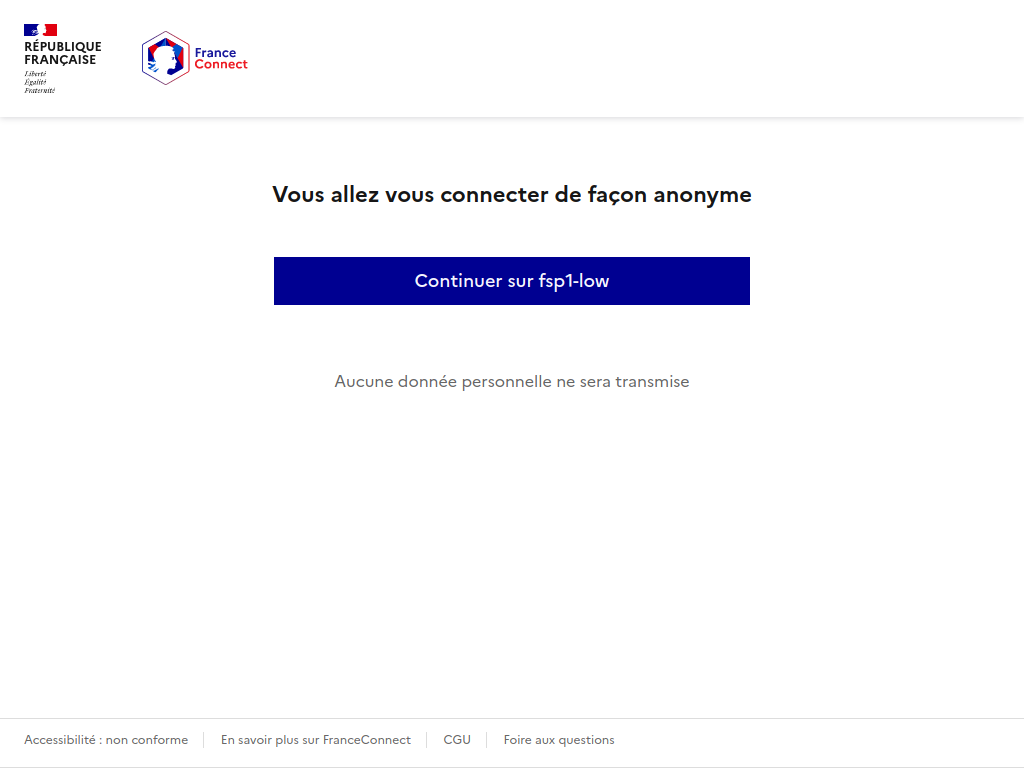 RÉPUBLIQUE
FRANÇAISE
Liberté
Égalité
Fraternité
France
Connect
Vous allez vous connecter de façon anonyme
Continuer sur fsp1-low
Aucune donnée personnelle ne sera transmise
Accessibilité : non conforme
En savoir plus sur FranceConnect
CGU
Foire aux questions